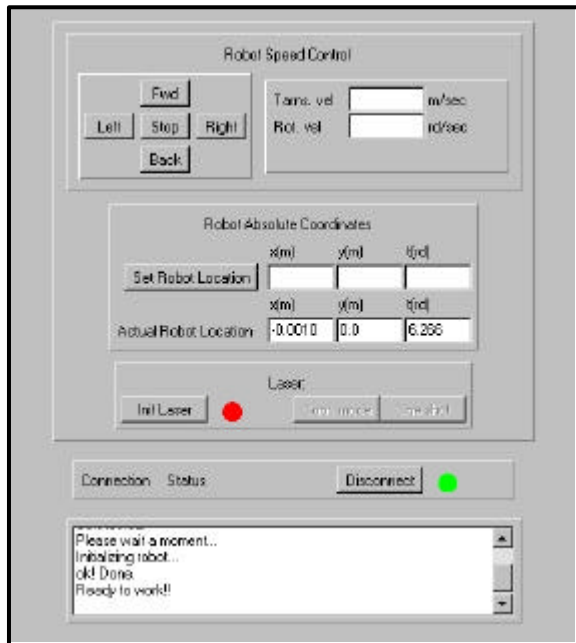 Robot Speed Control
Fwd
Left Stop Right
Back
Tarns. vel m/sec
Rot. vel rd/sec
Robot Absolute Coordinates
x(m) y(m) t(rd)
Set Robot Location
x(m) y(m) t(rd)
Actual Robot Location -0.0010 0.0 6.266
Laser
Init Laser
Connection Status Disconnect
Please wait a moment...
Initializing robot...
ok! Done.
Ready to work!!